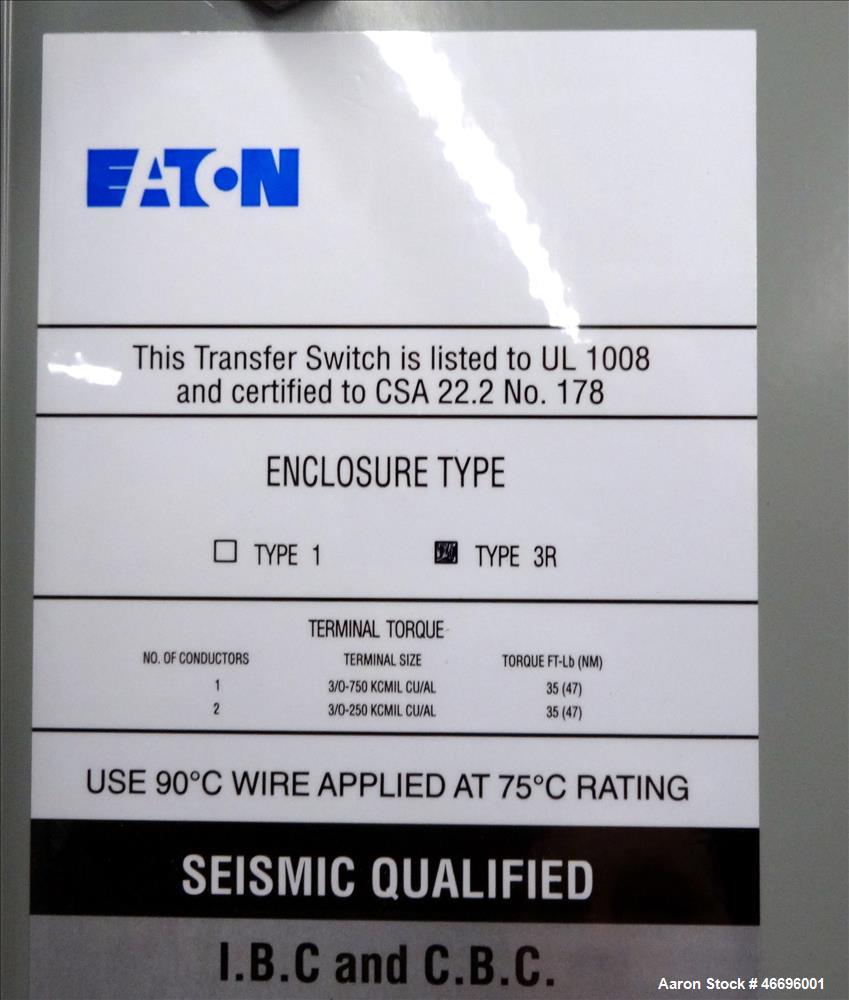 EATON
This Transfer Switch is listed to UL 1008
and certified to CSA 22.2 No. 178
ENCLOSURE TYPE
TYPE 1 TYPE 3R
TERMINAL TORQUE
NO. OF CONDUCTORS TERMINAL SIZE TORQUE FT-Lb (NM)
1 3/0-750 KCMIL CU/AL 35 (47)
2 3/0-250 KCMIL CU/AL 35 (47)
USE 90°C WIRE APPLIED AT 75°C RATING
SEISMIC QUALIFIED
I.B.C and C.B.C.
Aaron Stock # 46696001